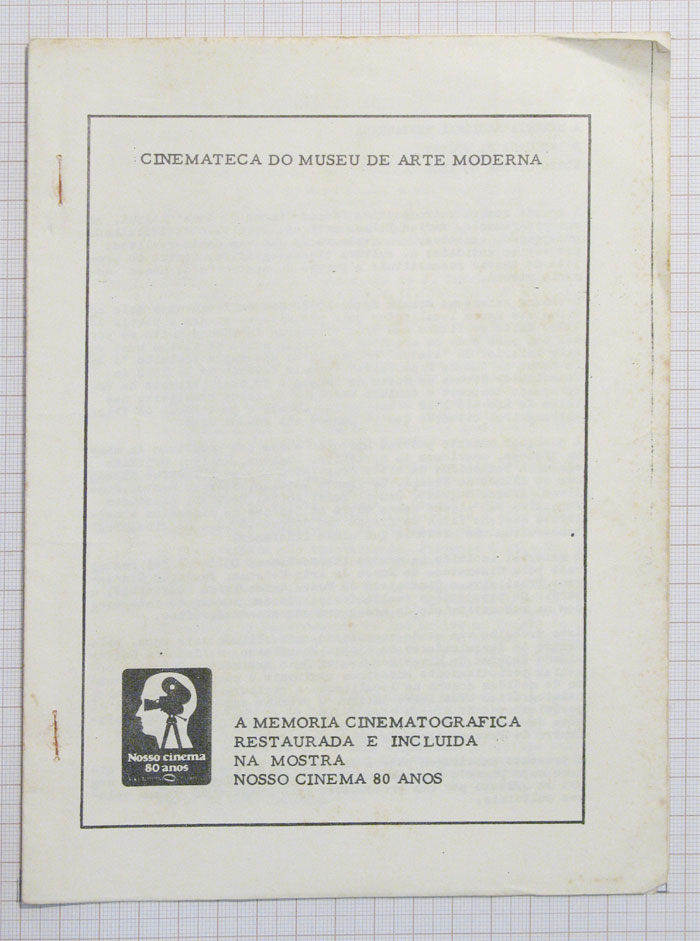 CINEMATECA DO MUSEU DE ARTE MODERNA
Nosso cinema
80 anos
A MEMORIA CINEMATOGRAFICA
RESTAURADA E INCLUIDA
NA MOSTRA
NOSSO CINEMA 80 ANOS